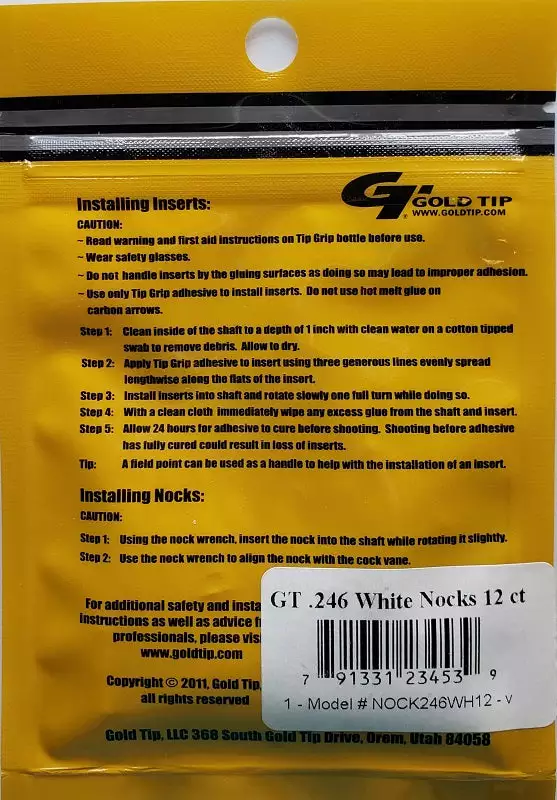 GT
GOLD TIP
WWW.GOLDTIP.COM
Installing Inserts:
CAUTION:
~ Read warning and first aid instructions on Tip Grip bottle before use.
~ Wear safety glasses.
~ Do not handle inserts by the gluing surfaces as doing so may lead to improper adhesion.
~ Use only Tip Grip adhesive to install inserts. Do not use hot melt glue on
carbon arrows.
Step 1: Clean inside of the shaft to a depth of 1 inch with clean water on a cotton tipped
swab to remove debris. Allow to dry.
Step 2: Apply Tip Grip adhesive to insert using three generous lines evenly spread
lengthwise along the flats of the insert.
Step 3: Install inserts into shaft and rotate slowly one full turn while doing so.
Step 4: With a clean cloth immediately wipe any excess glue from the shaft and insert.
Step 5: Allow 24 hours for adhesive to cure before shooting. Shooting before adhesive
has fully cured could result in loss of inserts.
Tip: A field point can be used as a handle to help with the installation of an insert.
Installing Nocks:
CAUTION:
Step 1: Using the nock wrench, insert the nock into the shaft while rotating it slightly.
Step 2: Use the nock wrench to align the nock with the cock vane.
For additional safety and insta
instructions as well as advice f
professionals, please visi
www.goldtip.com
Copyright © 2011, Gold Tip,
all rights reserved
Gold Tip, LLC 368 South Gold Tip Drive, Orem, Utah 84058
GT .246 White Nocks 12 ct
7 91331 23453 9
1 - Model # NOCK246WH12 - v